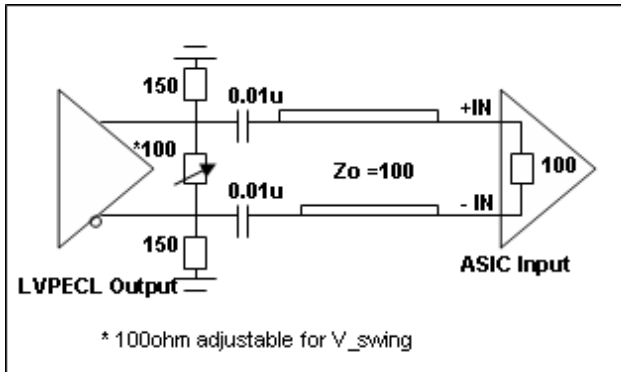 150
0.01u
+IN
*100
100
Zo =100
0.01u
- IN
150
ASIC Input
LVPECL Output
* 100ohm adjustable for V_swing